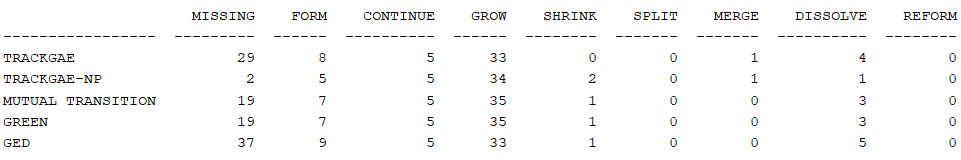 MISSING FORM CONTINUE GROW SHRINK SPLIT MERGE DISSOLVE REFORM
----------------- --------- ------ ---------- ------ -------- ------- ------- ---------- --------
TRACKGAE 29 8 5 33 0 0 1 4 0
TRACKGAE-NP 2 5 5 34 2 0 1 1 0
MUTUAL TRANSITION 19 7 5 35 1 0 0 3 0
GREEN 19 7 5 35 1 0 0 3 0
GED 37 9 5 33 1 0 0 5 0